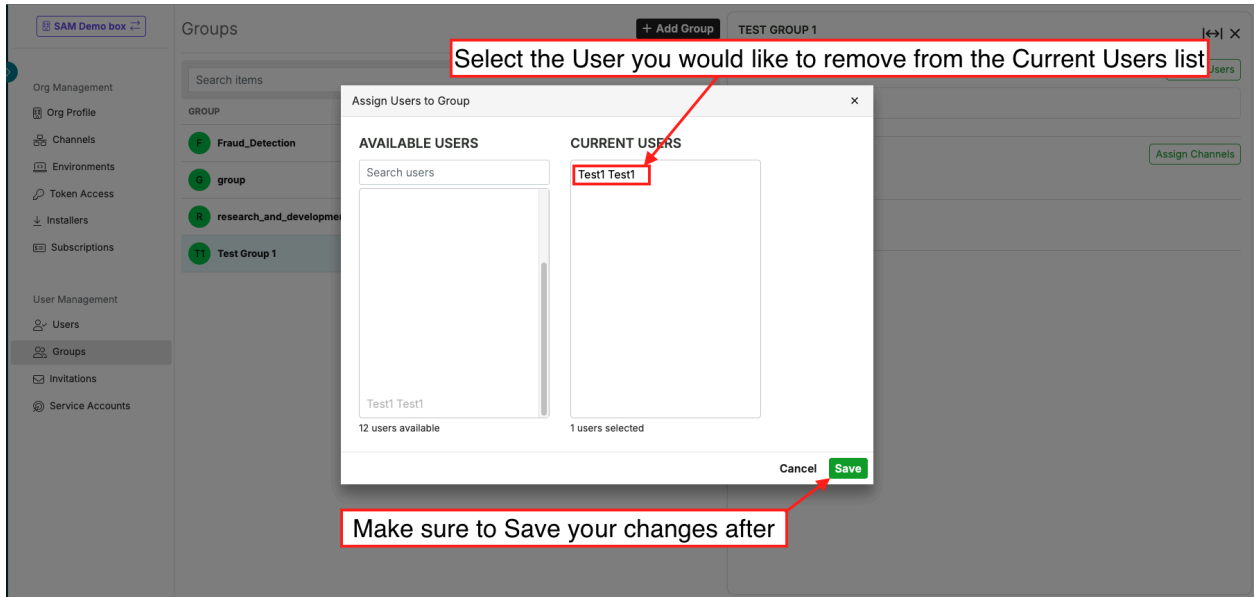 SAM Demo box
Groups
+ Add Group
TEST GROUP 1
Select the User you would like to remove from the Current Users list
Users
Search items
Org Management
Org Profile
Channels
Environments
Token Access
Installers
Subscriptions
User Management
Users
Groups
Invitations
Service Accounts
GROUP
F Fraud_Detection
G group
R research_and_developme
T1 Test Group 1
Assign Channels
Assign Users to Group
AVAILABLE USERS
Search users
Test1 Test1
12 users available
CURRENT USERS
Test1 Test1
1 users selected
Cancel
Save
Make sure to Save your changes after